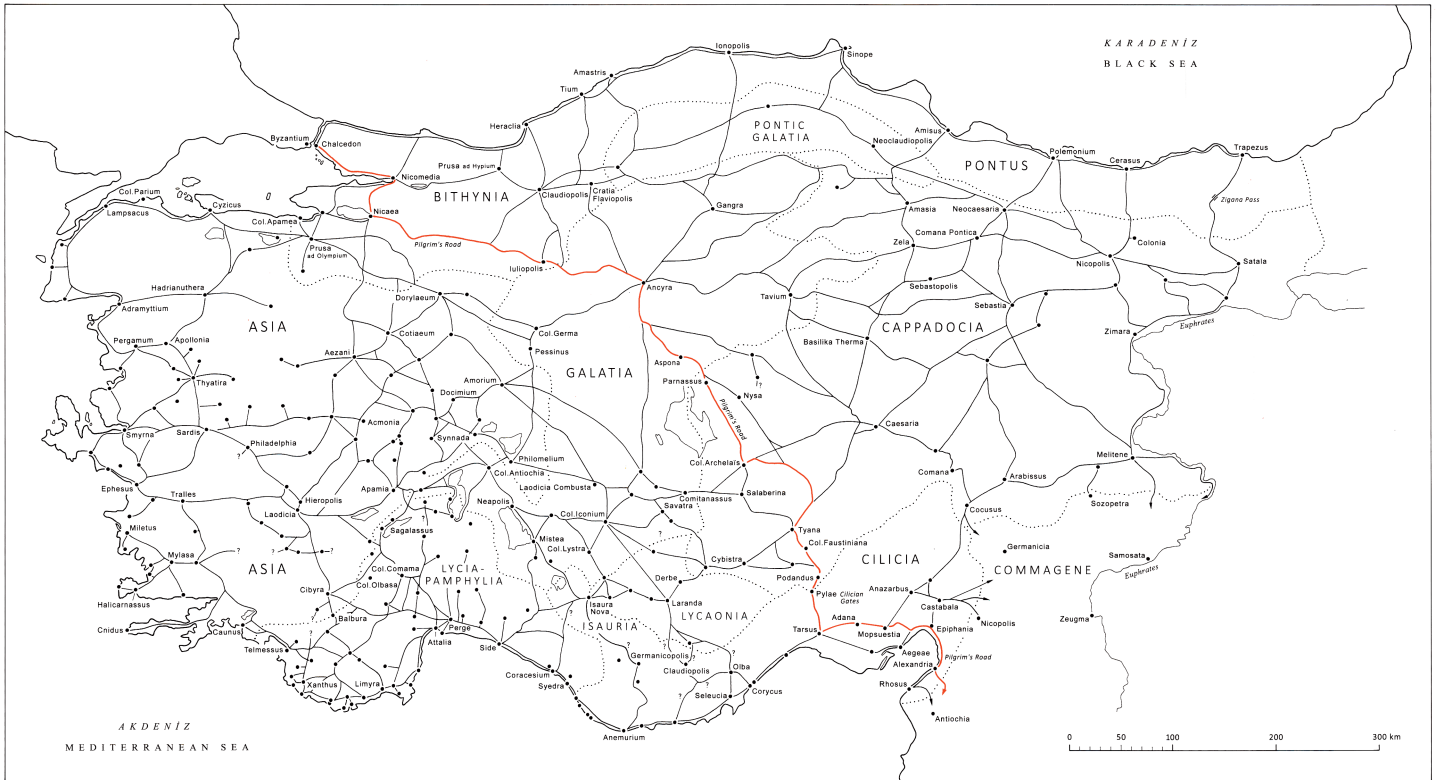 KARADENİZ
BLACK SEA
Ionopolis
Sinope
Amastris
Tium
Heraclia
PONTIC
GALATIA
Neoclaudiopolis
Amisus
PONTUS
Polemonium
Cerasus
Trapezus
Byzantium
Chalcedon
Nicomedia
Prusa ad Hypium
BITHYNIA
Claudiopolis
Cratia
Flaviopolis
Gangra
Amasia
Neocaesaria
Zigana Pass
Col.Parium
Lampsacus
Cyzicus
Col.Apamea
Nicaea
Prusa
ad Olympium
Pilgrim's Road
Iuliopolis
Ancyra
Comana Pontica
Zela
Colonia
Nicopolis
Satala
Sebastopolis
Hadrianuthera
Adramyttium
Dorylaeum
Tavium
Sebastia
ASIA
Cotiaeum
Col.Germa
CAPPADOCIA
Basilika Therma
Zimara
Euphrates
Pergamum
Apollonia
Aezani
Pessinus
Aspona
Thyatira
GALATIA
Amorium
Docimium
Parnassus
I?
Nysa
Pilgrim's Road
Smyrna
Sardis
Acmonia
Philadelphia
?
Synnada
Caesaria
Philomelium
Col.Archelaïs
Melitene
Col.Antiochia
Comana
Arabissus
Ephesus
Tralles
Hieropolis
Apamia
Laodicia Combusta
Comitanassus
Salaberina
Sozopetra
Neapolis
Savatra
Cocusus
Laodicia
?
Col.Iconium
Miletus
Sagalassus
Tyana
Mistea
Col.Lystra
?
Col.Faustiniana
Germanicia
Samosata
Mylasa
?
?
ASIA
Col.Conama
Col.Olbasa
LYCIA-
PAMPHYLIA
Cybistra
CILICIA
COMMAGENE
Euphrates
Derbe
Podandus
Anazarbus
Halicarnassus
Cibyra
Pylae Cilician
Gates
Castabala
Cnidus
Caunus
Balbura
?
Isaura
Nova
Laranda
LYCAONIA
Adana
Nicopolis
Zeugma
Perge
Attalia
ISAURIA
Tarsus
Mopsuestia
Epiphania
Telmessus
Side
Aegeae
Pilgrim's Road
Germanicopolis
Claudiopolis
Olba
Alexandria
Xanthus
Limyra
Coracesium
Syedra
?
Seleucia
Corycus
Rhosus
Antiochia
AKDENİZ
MEDITERRANEAN SEA
Anemurium
0 50 100 200 300 km